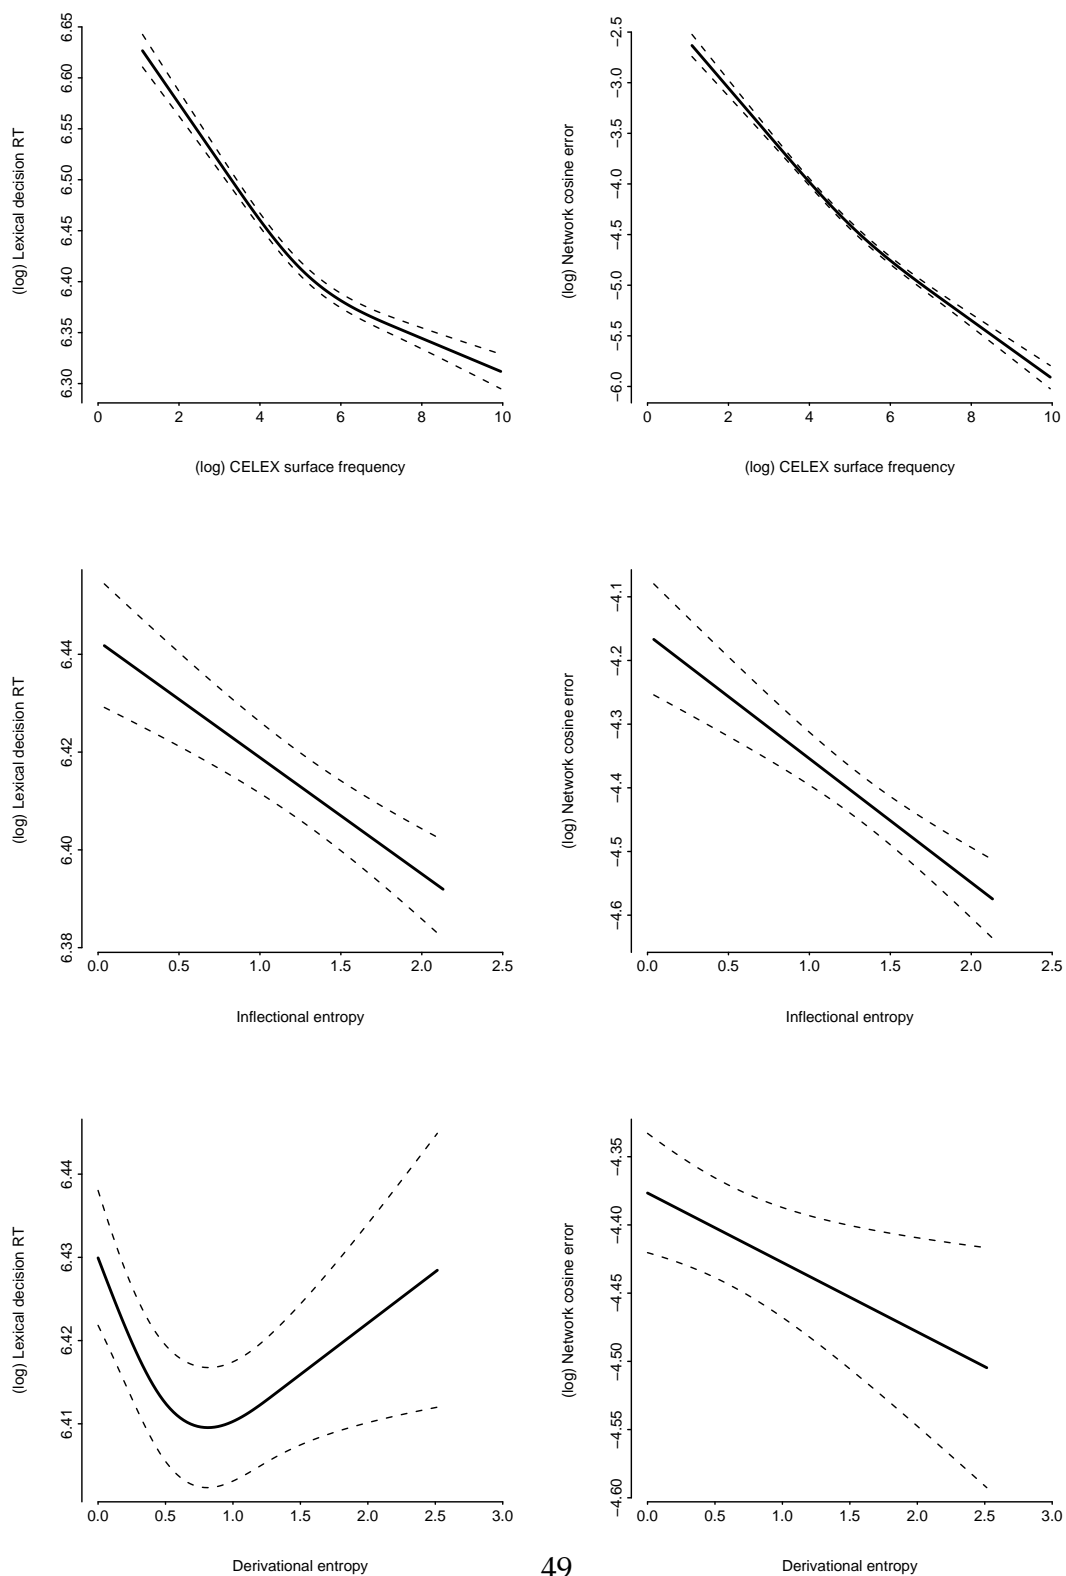 (log) Lexical decision RT
6.65
6.60
6.55
6.50
6.45
6.40
6.35
6.30
0 2 4 6 8 10
(log) CELEX surface frequency
(log) Network cosine error
−2.5
−3.0
−3.5
−4.0
−4.5
−5.0
−5.5
−6.0
0 2 4 6 8 10
(log) CELEX surface frequency
(log) Lexical decision RT
6.44
6.42
6.40
6.38
0.0 0.5 1.0 1.5 2.0 2.5
Inflectional entropy
(log) Network cosine error
−4.1
−4.2
−4.3
−4.4
−4.5
−4.6
0.0 0.5 1.0 1.5 2.0 2.5
Inflectional entropy
(log) Lexical decision RT
6.44
6.43
6.42
6.41
0.0 0.5 1.0 1.5 2.0 2.5 3.0
Derivational entropy
(log) Network cosine error
−4.35
−4.40
−4.45
−4.50
−4.55
−4.60
0.0 0.5 1.0 1.5 2.0 2.5 3.0
Derivational entropy
49